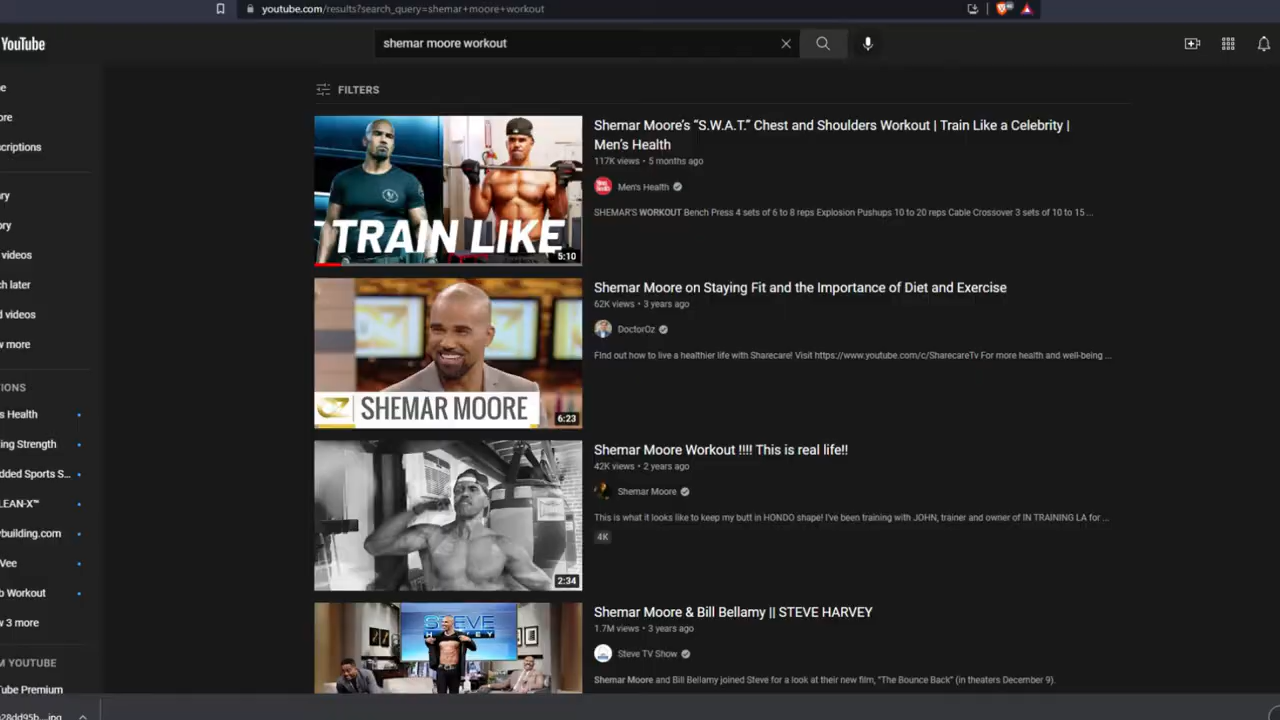 youtube.com/results?search_query=shemar+moore+workout
YouTube
shemar moore workout
FILTERS
TRAIN LIKE
5:10
Shemar Moore's “S.W.A.T.” Chest and Shoulders Workout | Train Like a Celebrity |
Men's Health
117K views • 5 months ago
Men's Health
SHEMAR'S WORKOUT Bench Press 4 sets of 6 to 8 reps Explosion Pushups 10 to 20 reps Cable Crossover 3 sets of 10 to 15 ...
OZ SHEMAR MOORE
6:23
Shemar Moore on Staying Fit and the Importance of Diet and Exercise
62K views • 3 years ago
DoctorOz
Find out how to live a healthier life with Sharecare! Visit https://www.youtube.com/c/SharecareTv For more health and well-being ...
2:34
Shemar Moore Workout !!!! This is real life!!
42K views • 2 years ago
Shemar Moore
This is what it looks like to keep my butt in HONDO shape! I've been training with JOHN, trainer and owner of IN TRAINING LA for ...
4K
STEVE
HARVEY
Shemar Moore & Bill Bellamy || STEVE HARVEY
1.7M views • 3 years ago
Steve TV Show
Shemar Moore and Bill Bellamy joined Steve for a look at their new film, "The Bounce Back" (in theaters December 9).
e
ore
criptions
ry
ory
videos
ch later
d videos
w more
IONS
s Health
ing Strength
dded Sports S...
LEAN-X™
ybuilding.com
Vee
b Workout
w 3 more
M YOUTUBE
Tube Premium
28dd95b....jpg